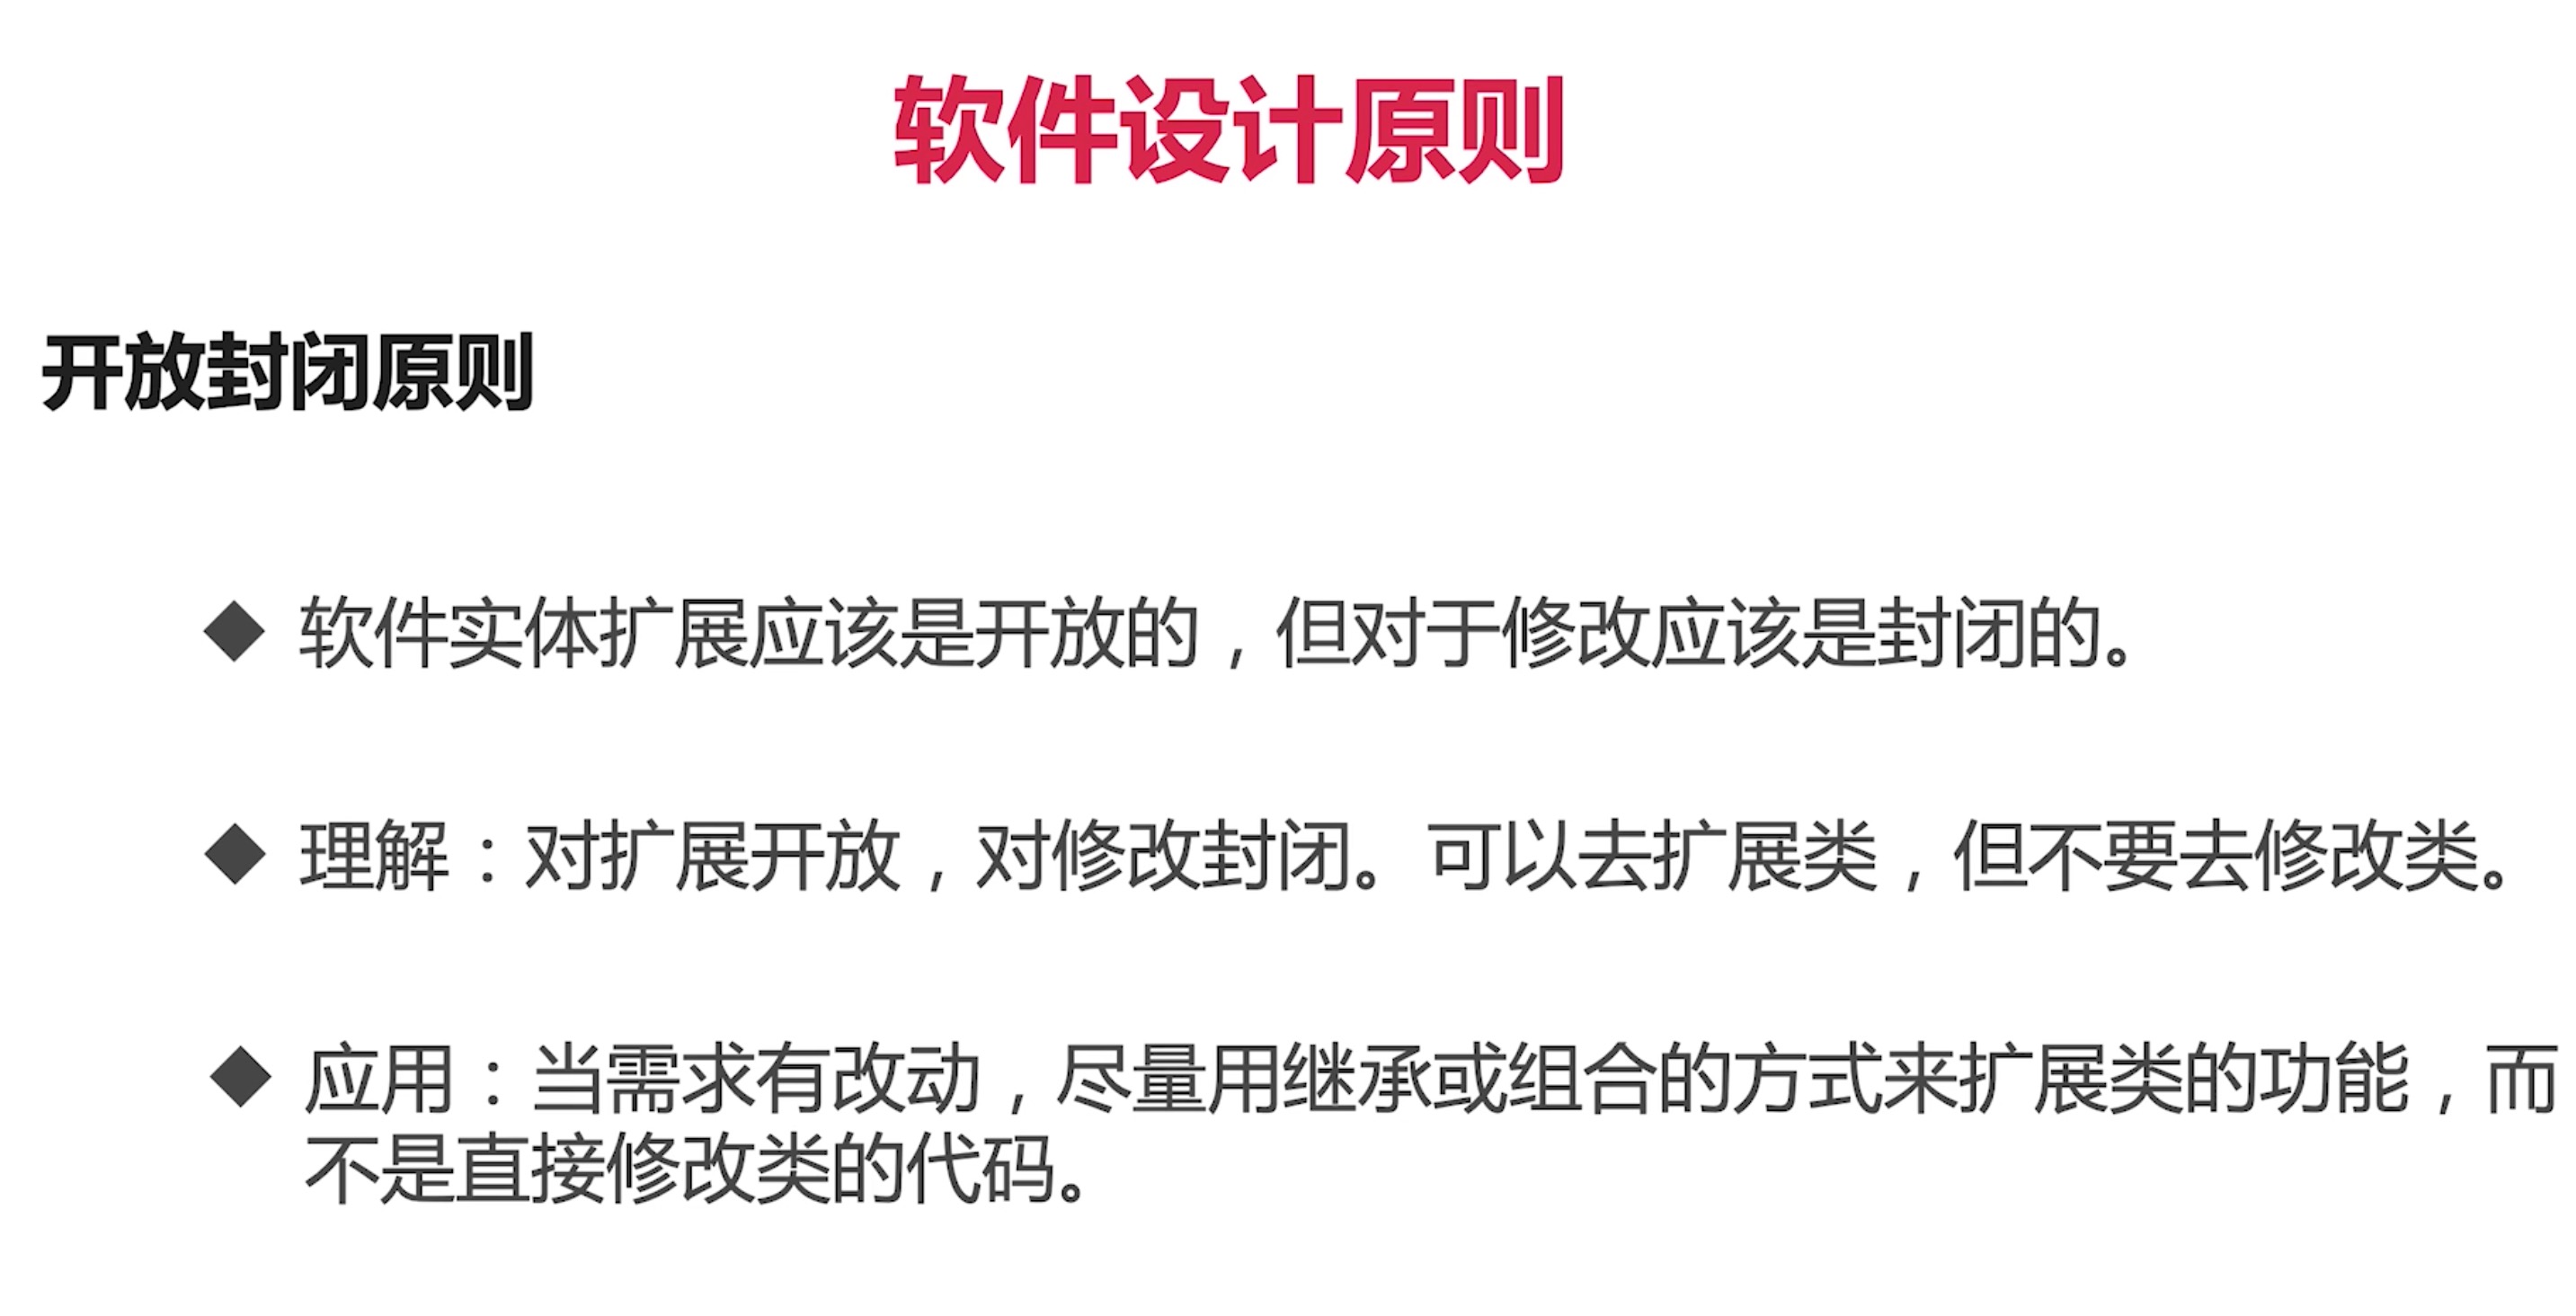 软件设计原则
开放封闭原则
◆ 软件实体扩展应该是开放的，但对于修改应该是封闭的。
◆ 理解：对扩展开放，对修改封闭。可以去扩展类，但不要去修改类。
◆ 应用：当需求有改动，尽量用继承或组合的方式来扩展类的功能，而
不是直接修改类的代码。